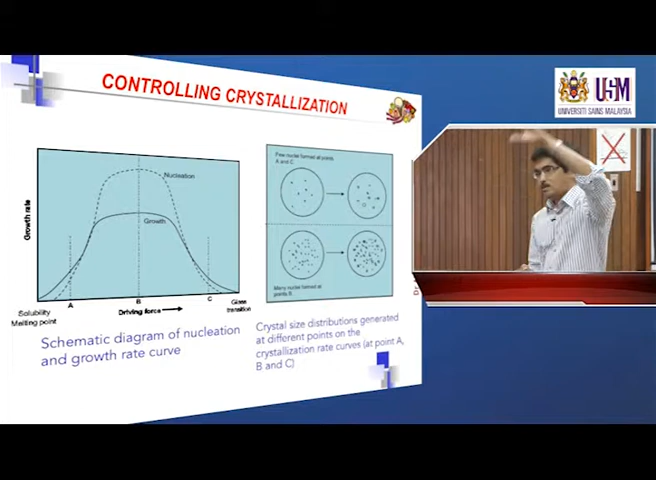 CONTROLLING CRYSTALLIZATION
USM
UNIVERSITI SAINS MALAYSIA
Growth rate
Nucleation
Growth
A
B
C
Solubility
Melting point
Driving force
Glass
transition
Schematic diagram of nucleation
and growth rate curve
Few nuclei formed at points
A and C
Many nuclei formed at
points B
Crystal size distributions generated
at different points on the
crystallization rate curves (at point A,
B and C)